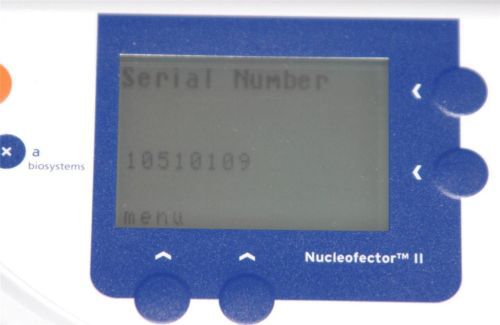 Serial Number
10510109
menu
a
biosystems
Nucleofector™ II